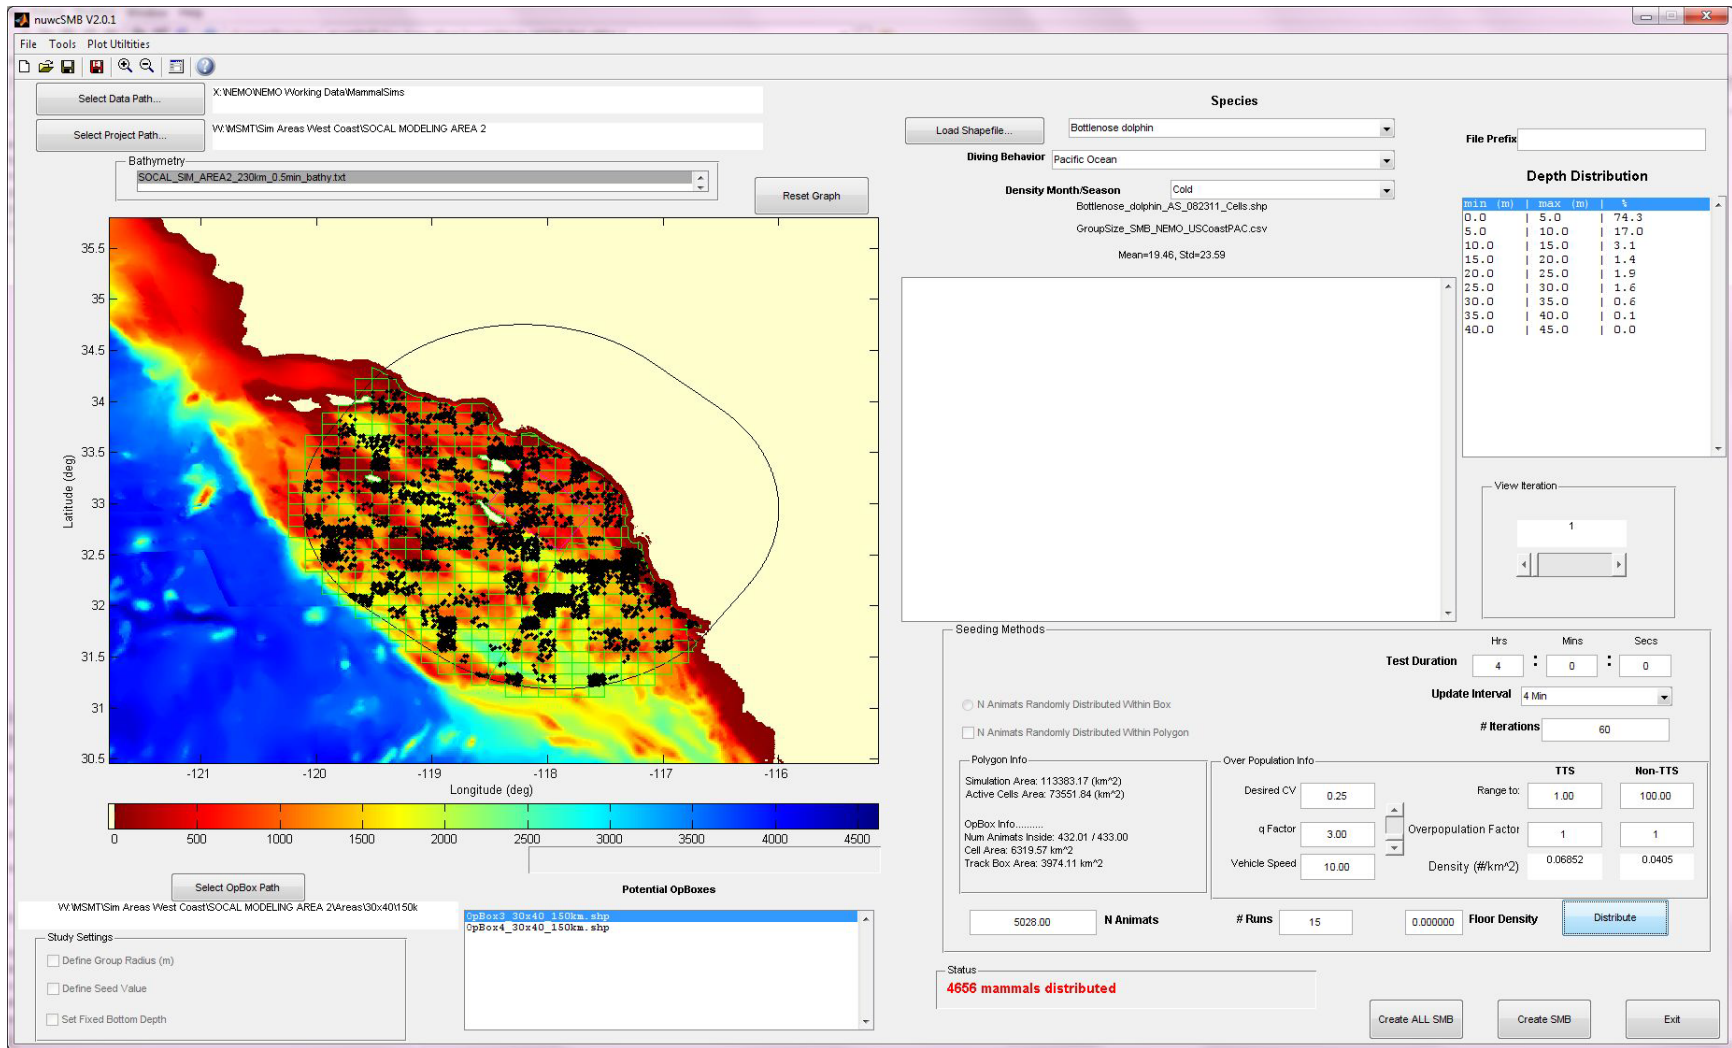 nuwcSMB V2.0.1
File Tools Plot Utiltities
Select Data Path...
X:\NEMO\NEMO Working Data\MammalSims
Select Project Path...
W:\MSMT\Sim Areas West Coast\SOCAL MODELING AREA 2
Bathymetry
SOCAL_SIM_AREA2_230km_0.5min_bathy.txt
Reset Graph
35.5
35
34.5
34
33.5
33
32.5
32
31.5
31
30.5
Latitude (deg)
-121 -120 -119 -118 -117 -116
Longitude (deg)
0 500 1000 1500 2000 2500 3000 3500 4000 4500
Select OpBox Path
W:\MSMT\Sim Areas West Coast\SOCAL MODELING AREA 2\Areas\30x40\150k
Study Settings
Define Group Radius (m)
Define Seed Value
Set Fixed Bottom Depth
Potential OpBoxes
OpBox3_30x40_150km.shp
OpBox4_30x40_150km.shp
Species
Load Shapefile...
Bottlenose dolphin
Diving Behavior
Pacific Ocean
Density Month/Season
Cold
Bottlenose_dolphin_AS_082311_Cells.shp
GroupSize_SMB_NEMO_USCoastPAC.csv
Mean=19.46, Std=23.59
File Prefix
Depth Distribution
min (m) | max (m) | %
0.0 | 5.0 | 74.3
5.0 | 10.0 | 17.0
10.0 | 15.0 | 3.1
15.0 | 20.0 | 1.4
20.0 | 25.0 | 1.9
25.0 | 30.0 | 1.6
30.0 | 35.0 | 0.6
35.0 | 40.0 | 0.1
40.0 | 45.0 | 0.0
View Iteration
1
Seeding Methods
Hrs Mins Secs
Test Duration 4 : 0 : 0
Update Interval 4 Min
# Iterations 60
N Animats Randomly Distributed Within Box
N Animats Randomly Distributed Within Polygon
Polygon Info
Simulation Area: 113383.17 (km^2)
Active Cells Area: 73551.84 (km^2)
OpBox Info..........
Num Animats Inside: 432.01 / 433.00
Cell Area: 6319.57 km^2
Track Box Area: 3974.11 km^2
Over Population Info
TTS Non-TTS
Desired CV 0.25 Range to: 1.00 100.00
q Factor 3.00 Overpopulation Factor 1 1
Vehicle Speed 10.00 Density (#/km^2) 0.06852 0.0405
5028.00 N Animats # Runs 15 0.000000 Floor Density Distribute
Status
4656 mammals distributed
Create ALL SMB
Create SMB
Exit